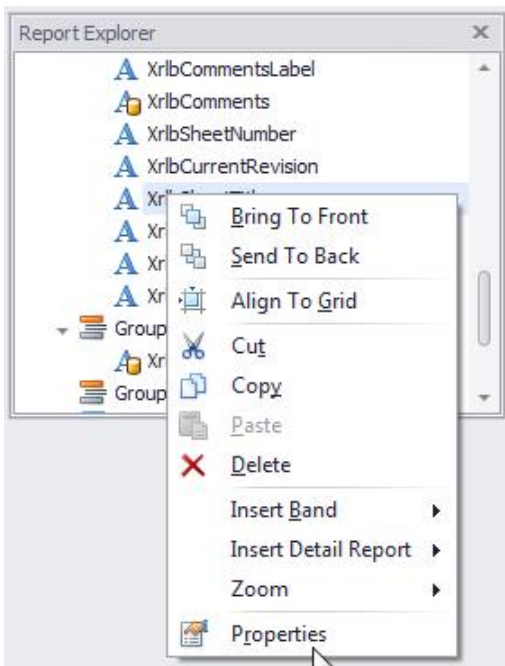 Report Explorer
XrlbCommentsLabel
XrlbComments
XrlbSheetNumber
XrlbCurrentRevision
Xr
Xr
Xr
Xr
Group
Xr
Group
Bring To Front
Send To Back
Align To Grid
Cut
Copy
Paste
Delete
Insert Band
Insert Detail Report
Zoom
Properties